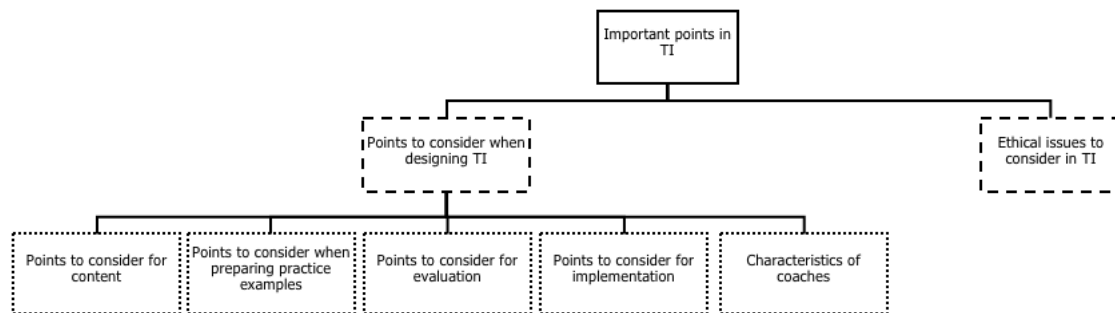 Important points in
TI
Points to consider when
designing TI
Ethical issues to
consider in TI
Points to consider for
content
Points to consider when
preparing practice
examples
Points to consider for
evaluation
Points to consider for
implementation
Characteristics of
coaches